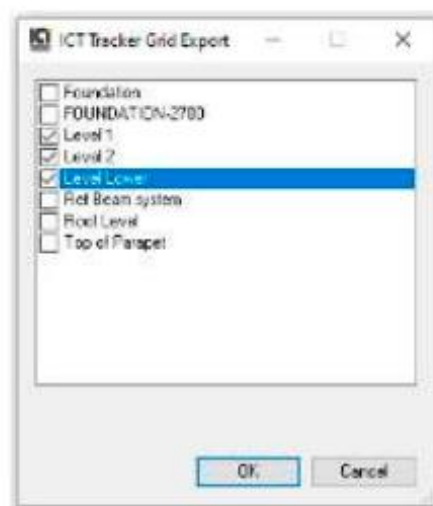 ICT Tracker Grid Export
Foundation
FOUNDATION-2700
Level 1
Level 2
Level Lower
Ref Beam system
Roof Level
Top of Parapet
OK
Cancel